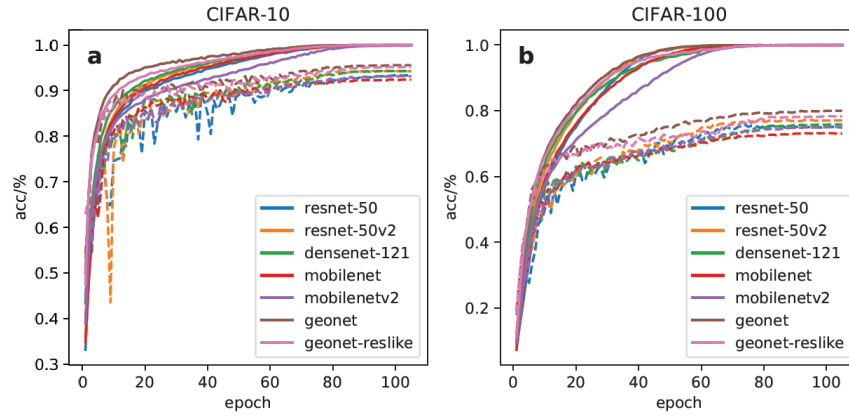 CIFAR-10
a
1.0
0.9
0.8
0.7
0.6
0.5
0.4
0.3
acc/%
0 20 40 60 80 100
epoch
resnet-50
resnet-50v2
densenet-121
mobilenet
mobilenetv2
geonet
geonet-reslike
CIFAR-100
b
1.0
0.8
0.6
0.4
0.2
acc/%
0 20 40 60 80 100
epoch
resnet-50
resnet-50v2
densenet-121
mobilenet
mobilenetv2
geonet
geonet-reslike